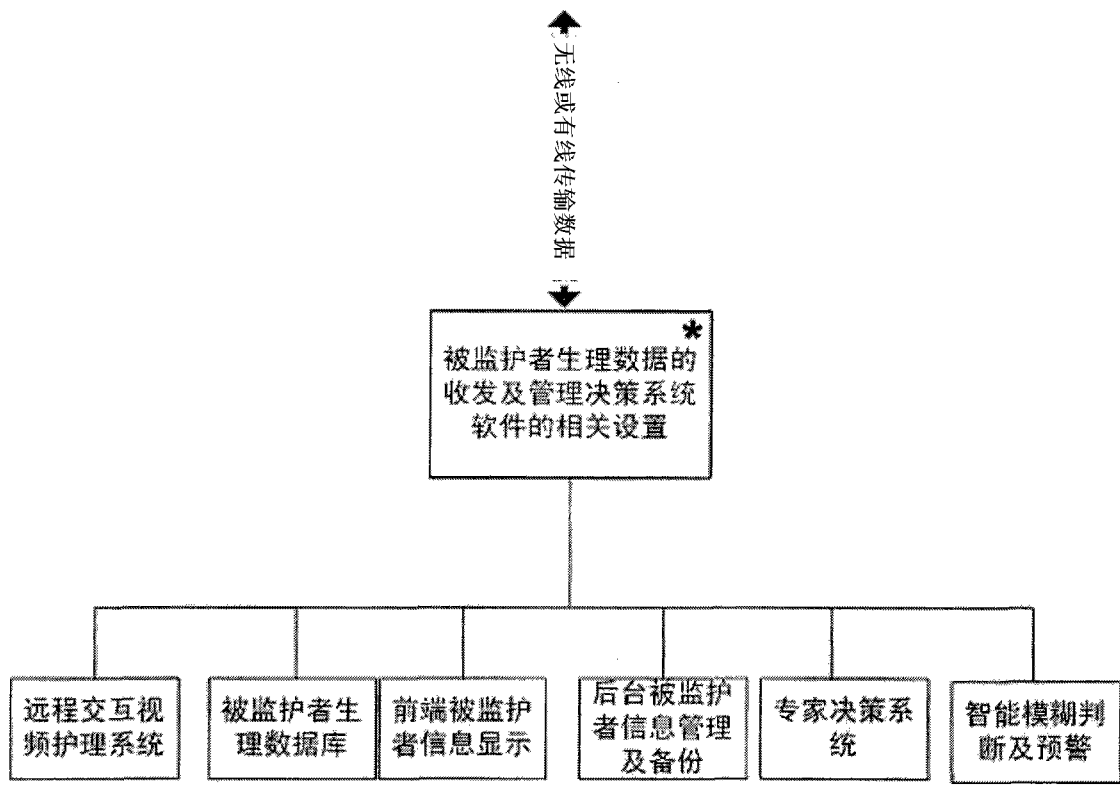 无线或有线传输数据
*
被监护者生理数据的
收发及管理决策系统
软件的相关设置
远程交互视
频护理系统
被监护者生
理数据库
前端被监护
者信息显示
后台被监护
者信息管理
及备份
专家决策系
统
智能模糊判
断及预警